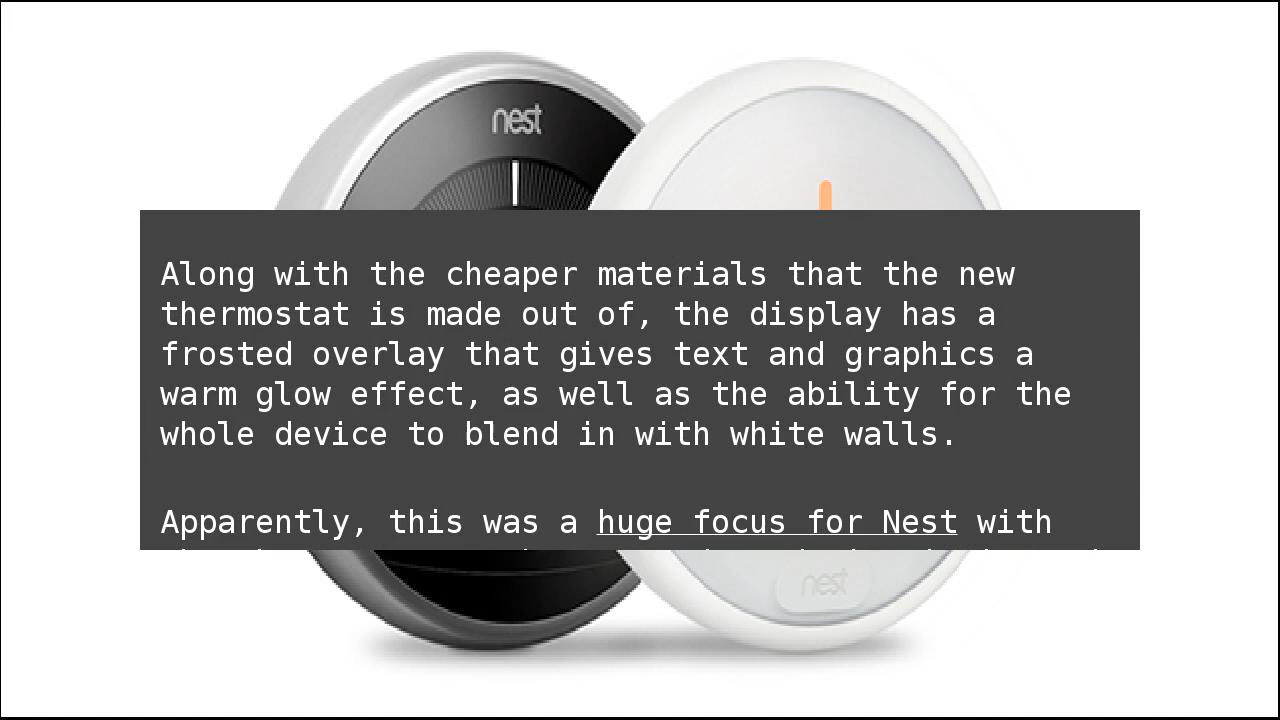 nest
Along with the cheaper materials that the new
thermostat is made out of, the display has a
frosted overlay that gives text and graphics a
warm glow effect, as well as the ability for the
whole device to blend in with white walls.
Apparently, this was a huge focus for Nest with
nest